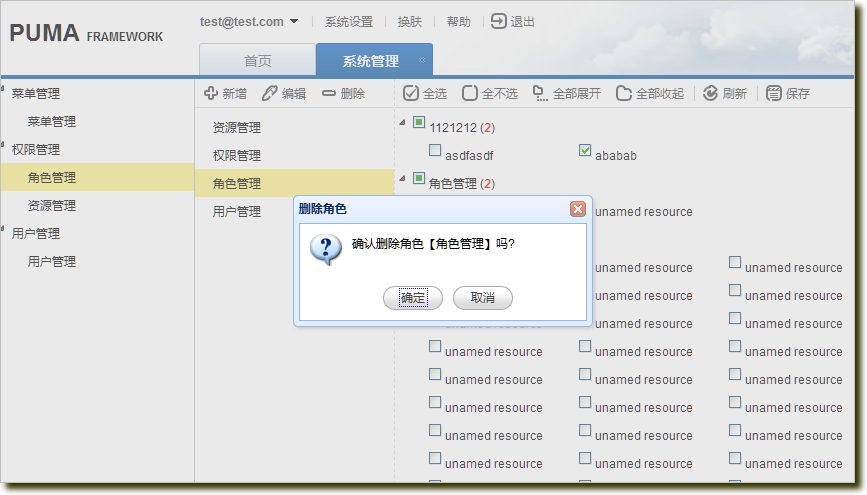 PUMA FRAMEWORK
test@test.com 系统设置 换肤 帮助 退出
首页 系统管理
菜单管理
菜单管理
权限管理
角色管理
资源管理
用户管理
用户管理
新增 编辑 删除
资源管理
权限管理
角色管理
用户管理
全选 全不选 全部展开 全部收起 刷新 保存
1121212 (2)
asdfasdf ababab
角色管理 (2)
unamed resource
删除角色
确认删除角色【角色管理】吗?
确定 取消
unamed resource unamed resource
unamed resource unamed resource
unamed resource unamed resource unamed resource
unamed resource unamed resource unamed resource
unamed resource unamed resource unamed resource
unamed resource unamed resource unamed resource
unamed resource unamed resource unamed resource
unamed resource unamed resource unamed resource